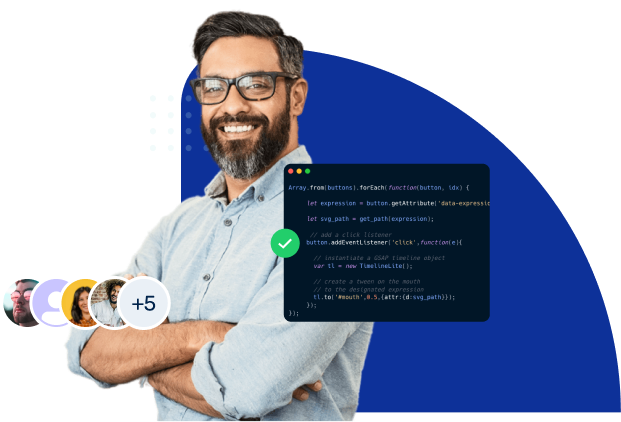 Array.from(buttons).forEach(function(button, idx) {
let expression = button.getAttribute('data-expressio
let svg_path = get_path(expression);
// add a click listener
button.addEventListener('click',function(e){
// instantiate a GSAP timeline object
var tl = new TimelineLite();
// create a tween on the mouth
// to the designated expression
tl.to('#mouth',0.5,{attr:{d:svg_path}});
});
});
+5